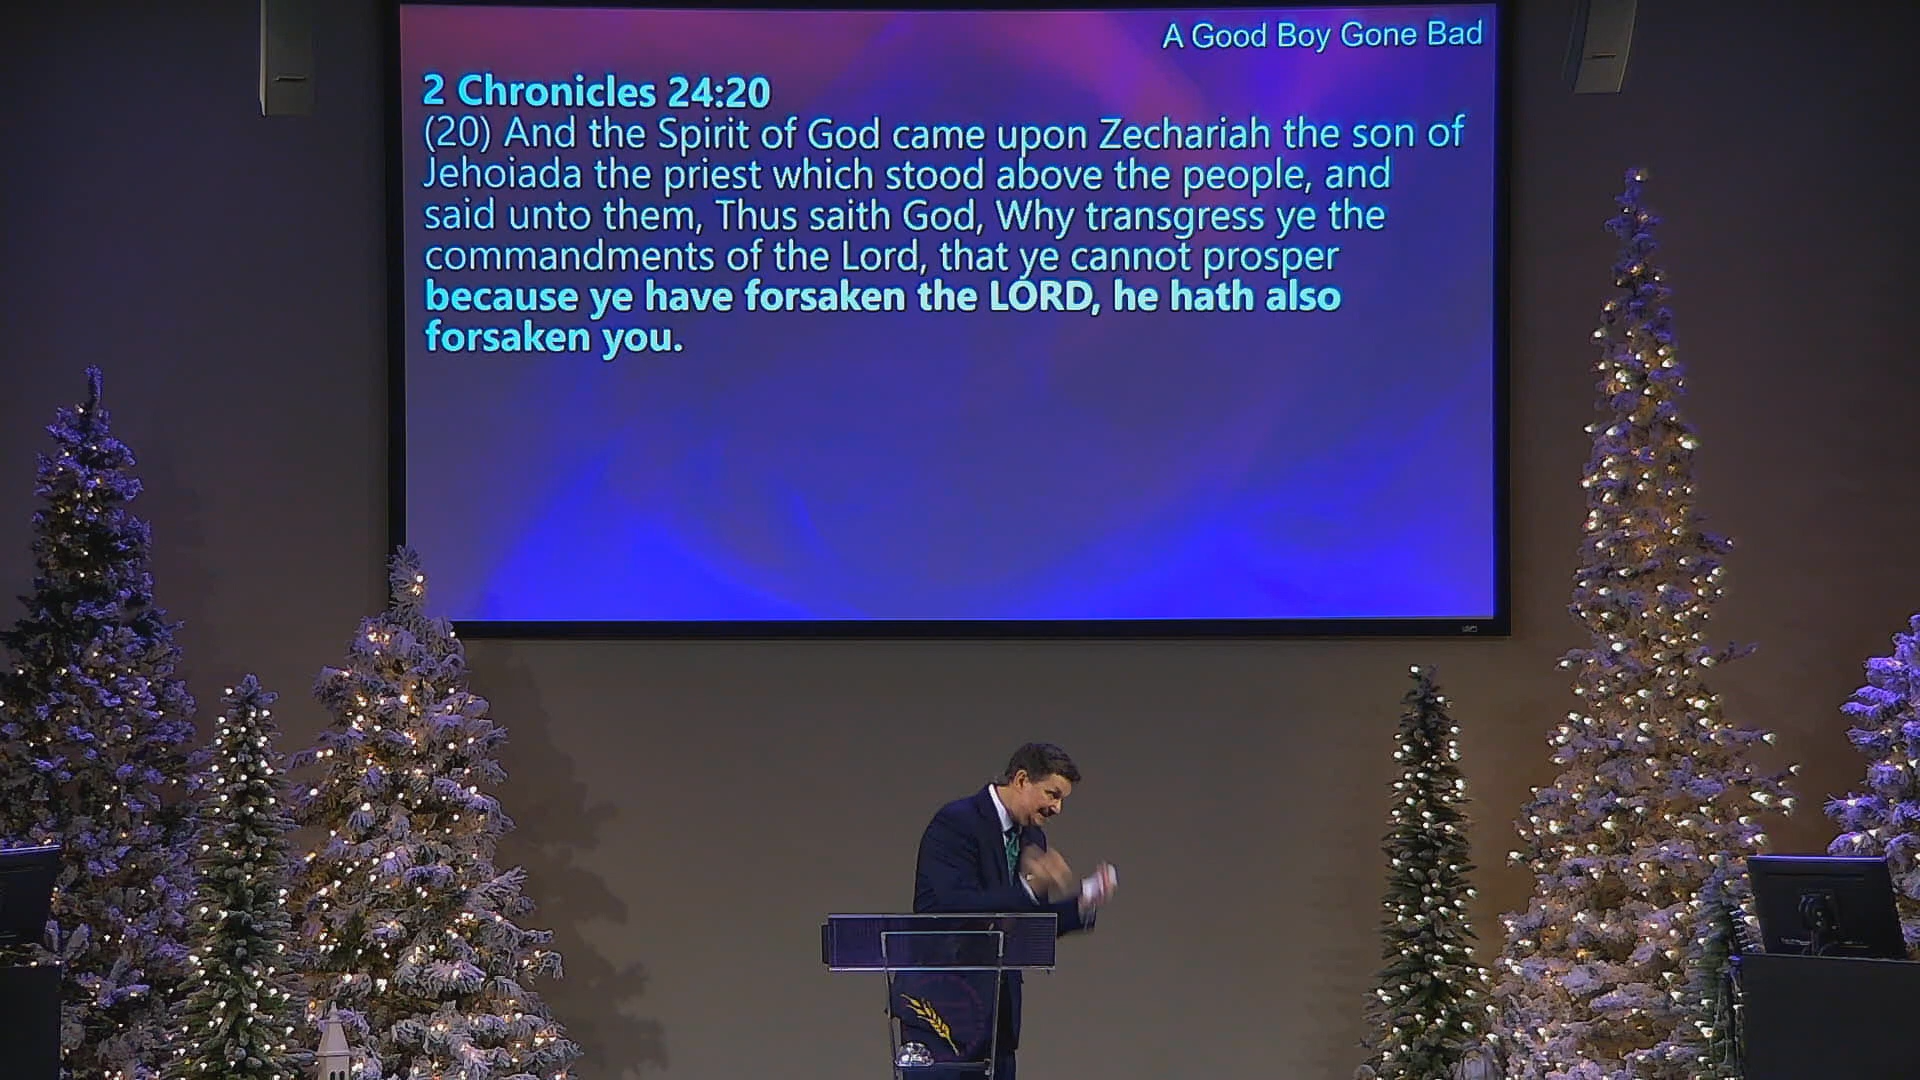 A Good Boy Gone Bad
2 Chronicles 24:20
(20) And the Spirit of God came upon Zechariah the son of
Jehoiada the priest which stood above the people, and
said unto them, Thus saith God, Why transgress ye the
commandments of the Lord, that ye cannot prosper
because ye have forsaken the LORD, he hath also
forsaken you.